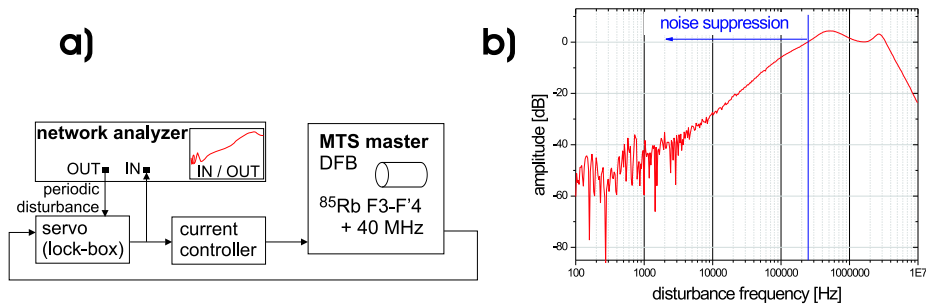 a)
network analyzer
OUT
IN
IN / OUT
periodic
disturbance
servo
(lock-box)
current
controller
MTS master
DFB
⁸⁵Rb F3-F'4
+ 40 MHz
b)
noise suppression
amplitude [dB]
0
-20
-40
-60
-80
100
1000
10000
100000
1000000
1E7
disturbance frequency [Hz]